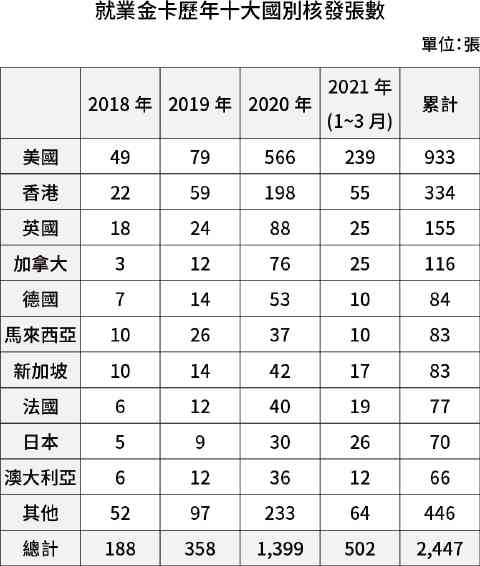 就業金卡歷年十大國別核發張數
單位：張
2018 年 2019 年 2020 年 2021 年 (1~3 月) 累計
美國 49 79 566 239 933
香港 22 59 198 55 334
英國 18 24 88 25 155
加拿大 3 12 76 25 116
德國 7 14 53 10 84
馬來西亞 10 26 37 10 83
新加坡 10 14 42 17 83
法國 6 12 40 19 77
日本 5 9 30 26 70
澳大利亞 6 12 36 12 66
其他 52 97 233 64 446
總計 188 358 1,399 502 2,447